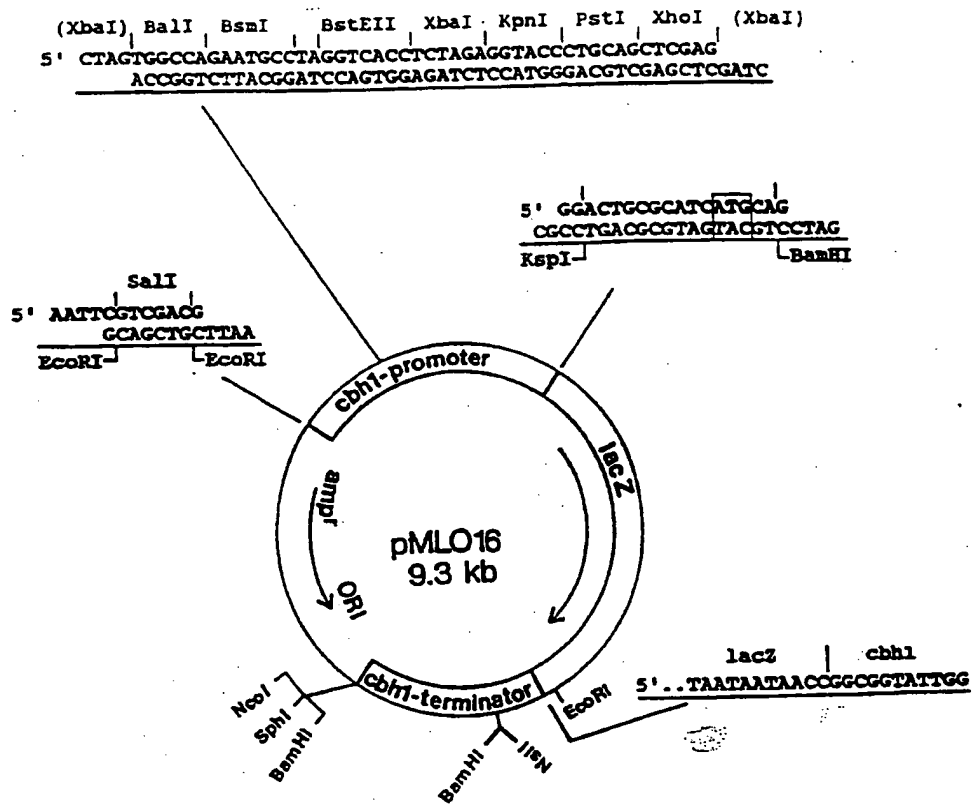 (XbaI) BalI BsmI BstEII XbaI KpnI PstI XhoI (XbaI)
5' CTAGTGGCCAGAATGCCTAGGTCACCTCTAGAGGTACCCTGCAGCTCGAG
ACCGGTCTTACGGATCCAGTGGAGATCTCCATGGGACGTCGAGCTCGATC
5' GGACTGCGCATCATGCAG
CGCCTGACGCGTAGTACGTCCTAG
KspI BamHI
SalI
5' AATTCGTCGACG
GCAGCTGCTTAA
EcoRI EcoRI
cbh1-promoter
lacZ
ampr
pMLO16
9.3 kb
ORI
lacZ cbh1
5'..TAATAATAACCGGCGGTATTGG
cbh1-terminator
EcoRI
NcoI
SphI
BamHI
BamHI
NsiI